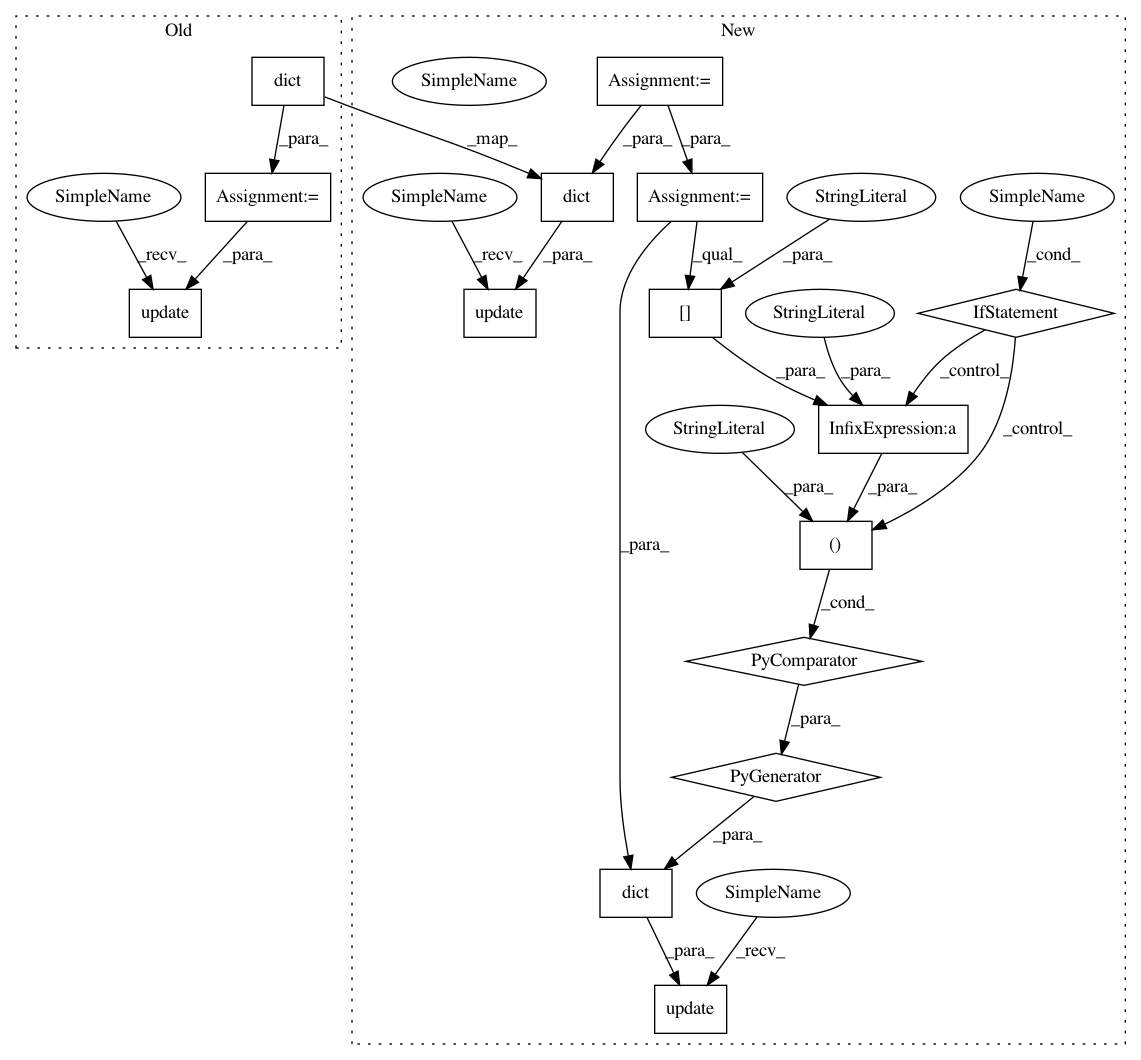 Old
New
dict
SimpleName
Assignment:=
_para_
_map_
_para_
_para_
SimpleName
Assignment:=
SimpleName
dict
Assignment:=
StringLiteral
SimpleName
_recv_
_para_
_recv_
_para_
_qual_
_para_
_cond_
update
update
[]
StringLiteral
IfStatement
_para_
_para_
_control_
StringLiteral
InfixExpression:a
_control_
_para_
_para_
_para_
()
_cond_
PyComparator
_para_
PyGenerator
_para_
dict
SimpleName
_para_
_recv_
update